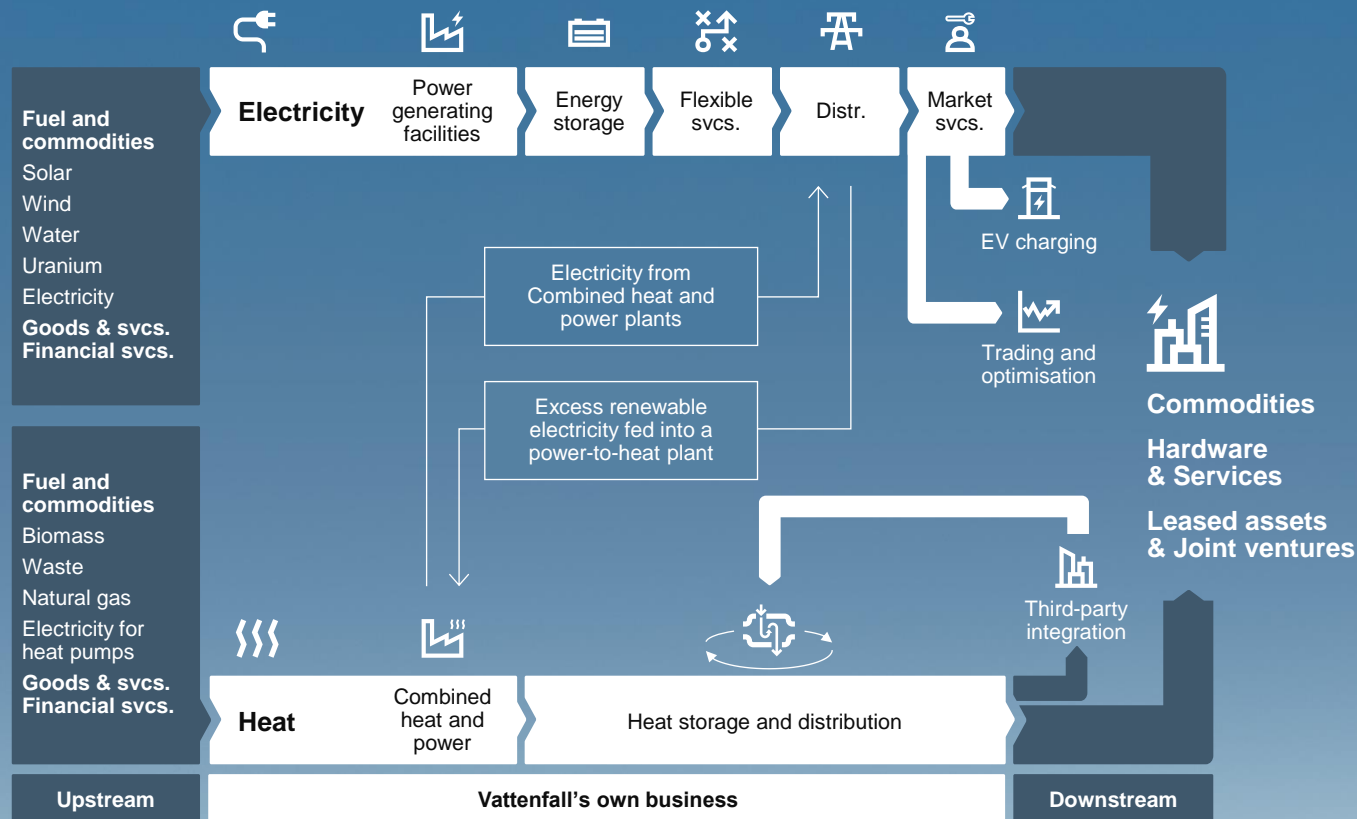 Fuel and
commodities
Solar
Wind
Water
Uranium
Electricity
Goods & svcs.
Financial svcs.
Electricity
Power
generating
facilities
Energy
storage
Flexible
svcs.
Distr.
Market
svcs.
EV charging
Trading and
optimisation
Electricity from
Combined heat and
power plants
Excess renewable
electricity fed into a
power-to-heat plant
Commodities
Hardware
& Services
Leased assets
& Joint ventures
Fuel and
commodities
Biomass
Waste
Natural gas
Electricity for
heat pumps
Goods & svcs.
Financial svcs.
Third-party
integration
Heat
Combined
heat and
power
Heat storage and distribution
Upstream
Vattenfall's own business
Downstream